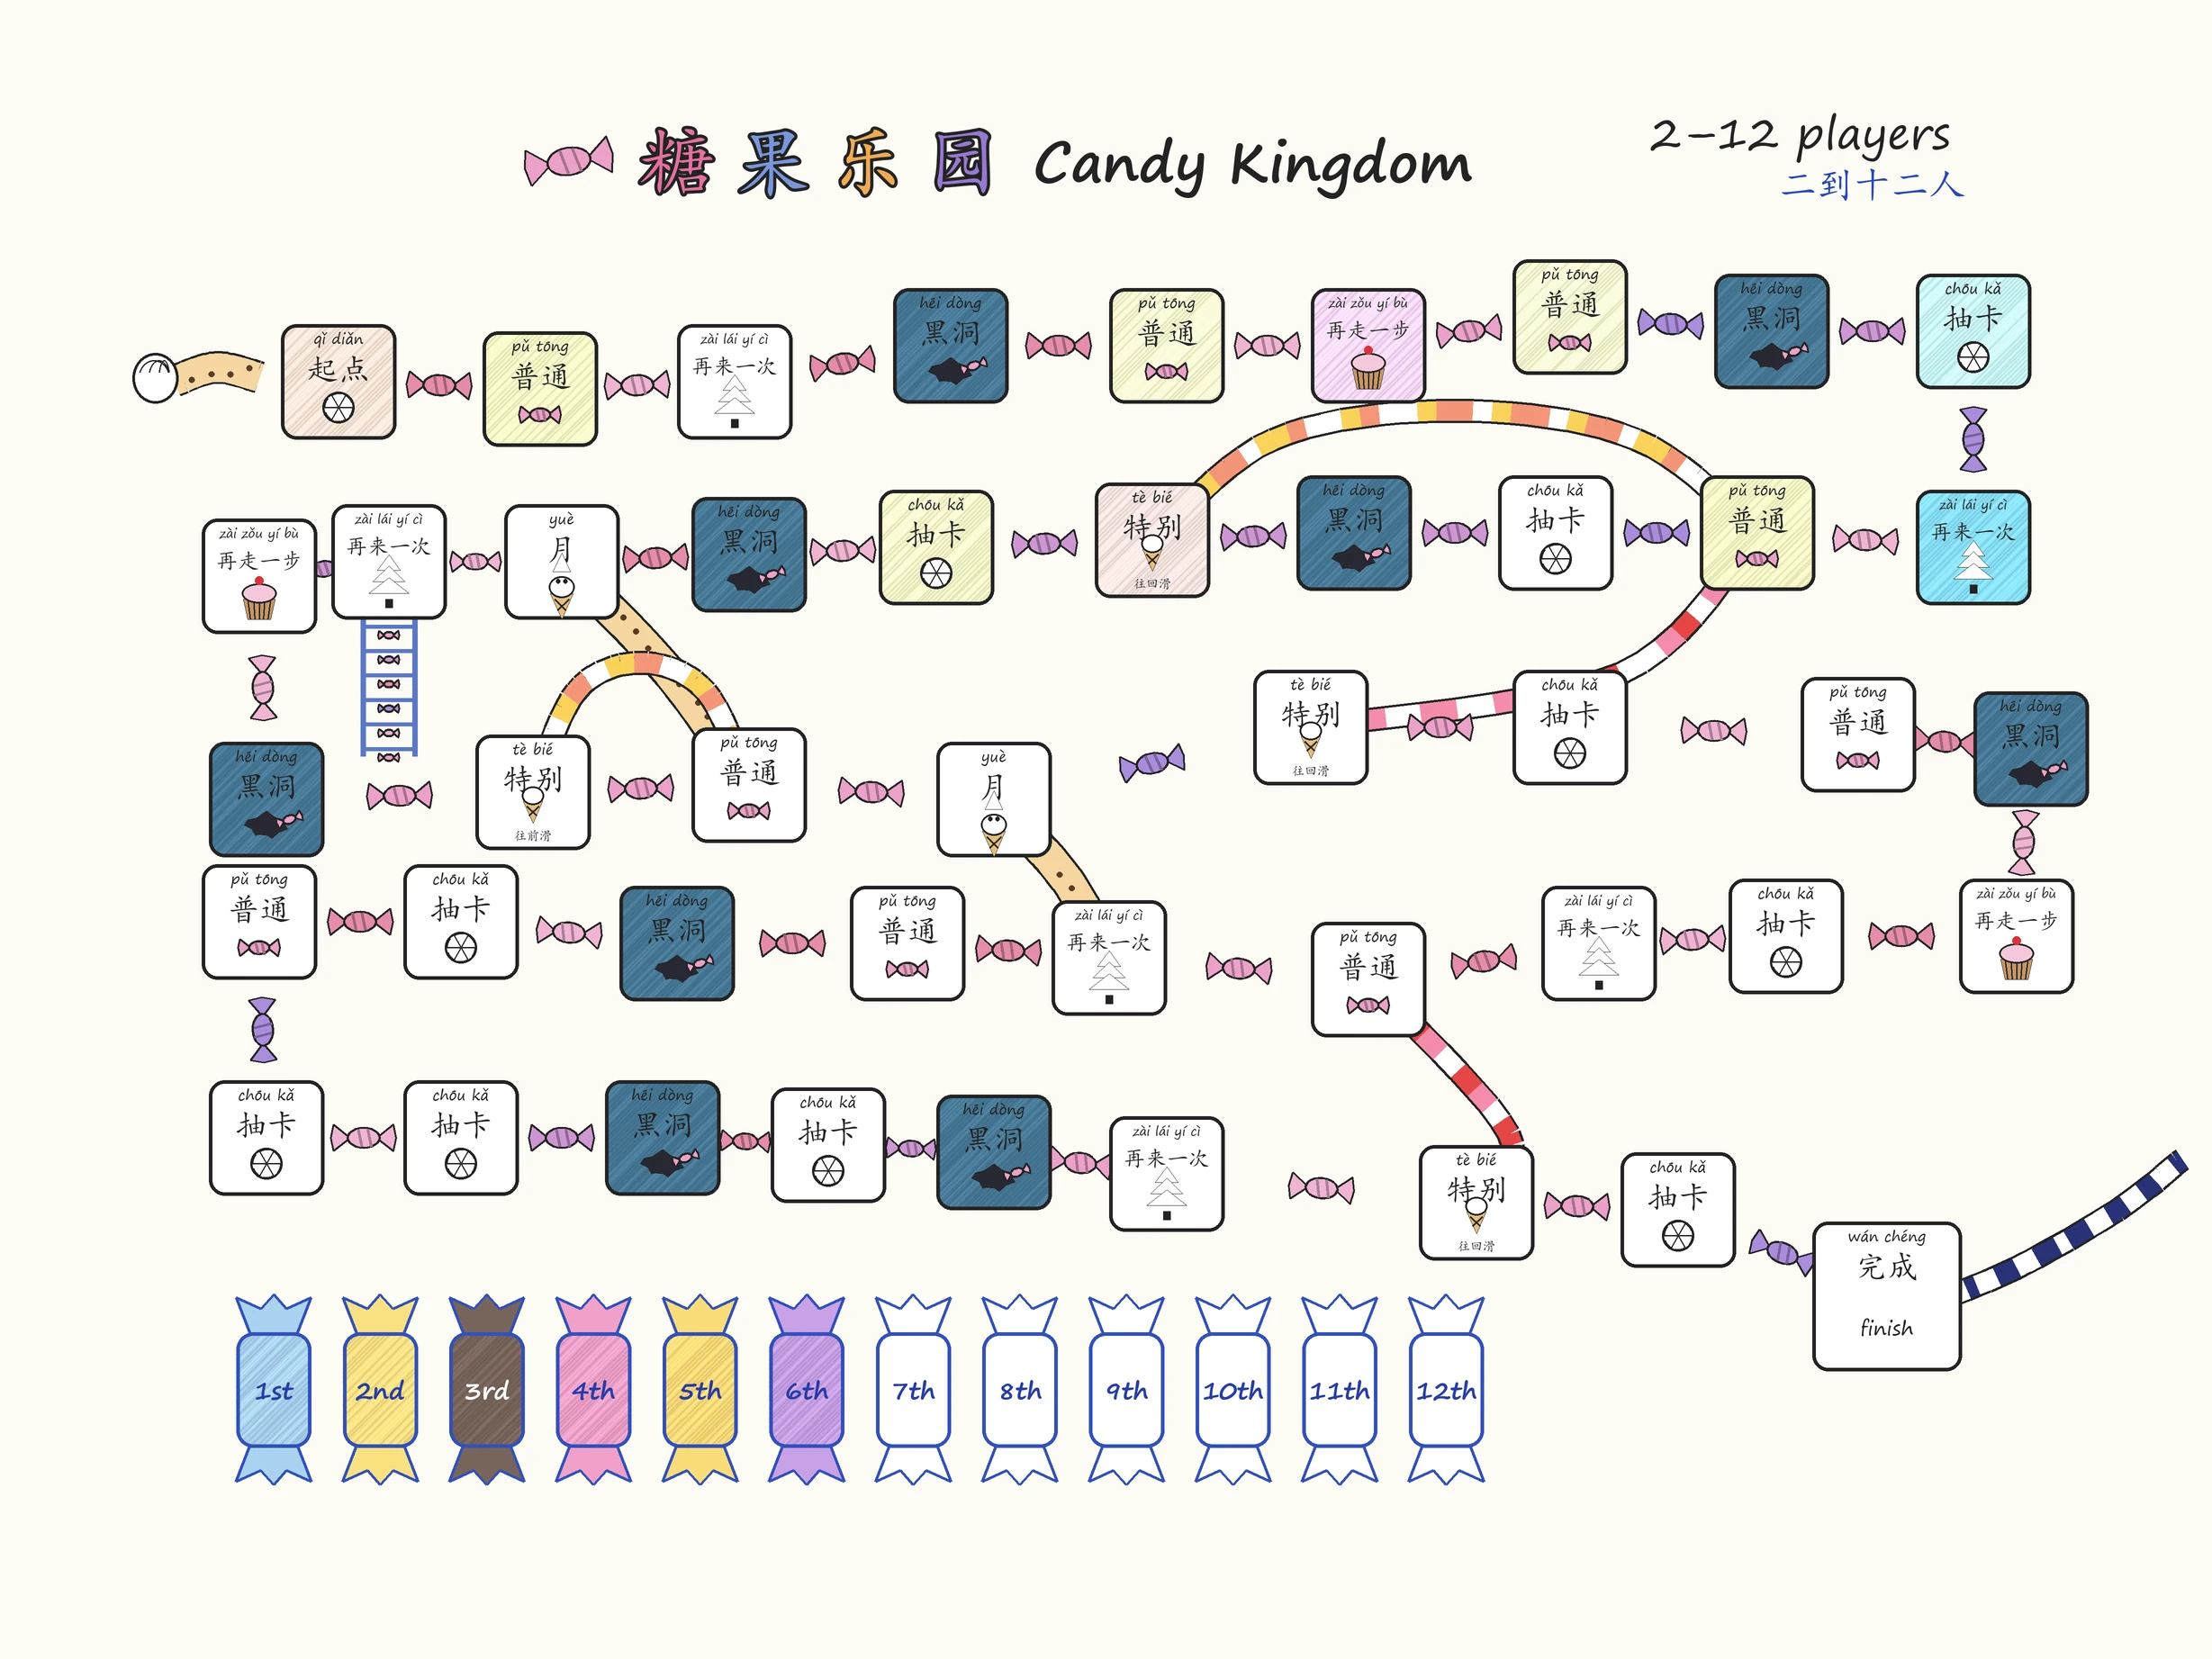 糖果乐园 Candy Kingdom
2-12 players
二到十二人
qǐ diǎn
起点
pǔ tōng
普通
zài lái yí cì
再来一次
hēi dòng
黑洞
pǔ tōng
普通
zài zǒu yí bù
再走一步
pǔ tōng
普通
hēi dòng
黑洞
chōu kǎ
抽卡
zài zǒu yí bù
再走一步
zài lái yí cì
再来一次
yuè
月
hēi dòng
黑洞
chōu kǎ
抽卡
tè bié
特别
往回滑
hēi dòng
黑洞
chōu kǎ
抽卡
pǔ tōng
普通
zài lái yí cì
再来一次
hēi dòng
黑洞
tè bié
特别
往前滑
pǔ tōng
普通
yuè
月
tè bié
特别
往回滑
chōu kǎ
抽卡
pǔ tōng
普通
hēi dòng
黑洞
pǔ tōng
普通
chōu kǎ
抽卡
hēi dòng
黑洞
pǔ tōng
普通
zài lái yí cì
再来一次
pǔ tōng
普通
zài lái yí cì
再来一次
chōu kǎ
抽卡
zài zǒu yí bù
再走一步
chōu kǎ
抽卡
chōu kǎ
抽卡
hēi dòng
黑洞
chōu kǎ
抽卡
hēi dòng
黑洞
zài lái yí cì
再来一次
tè bié
特别
往回滑
chōu kǎ
抽卡
wán chéng
完成
finish
1st
2nd
3rd
4th
5th
6th
7th
8th
9th
10th
11th
12th